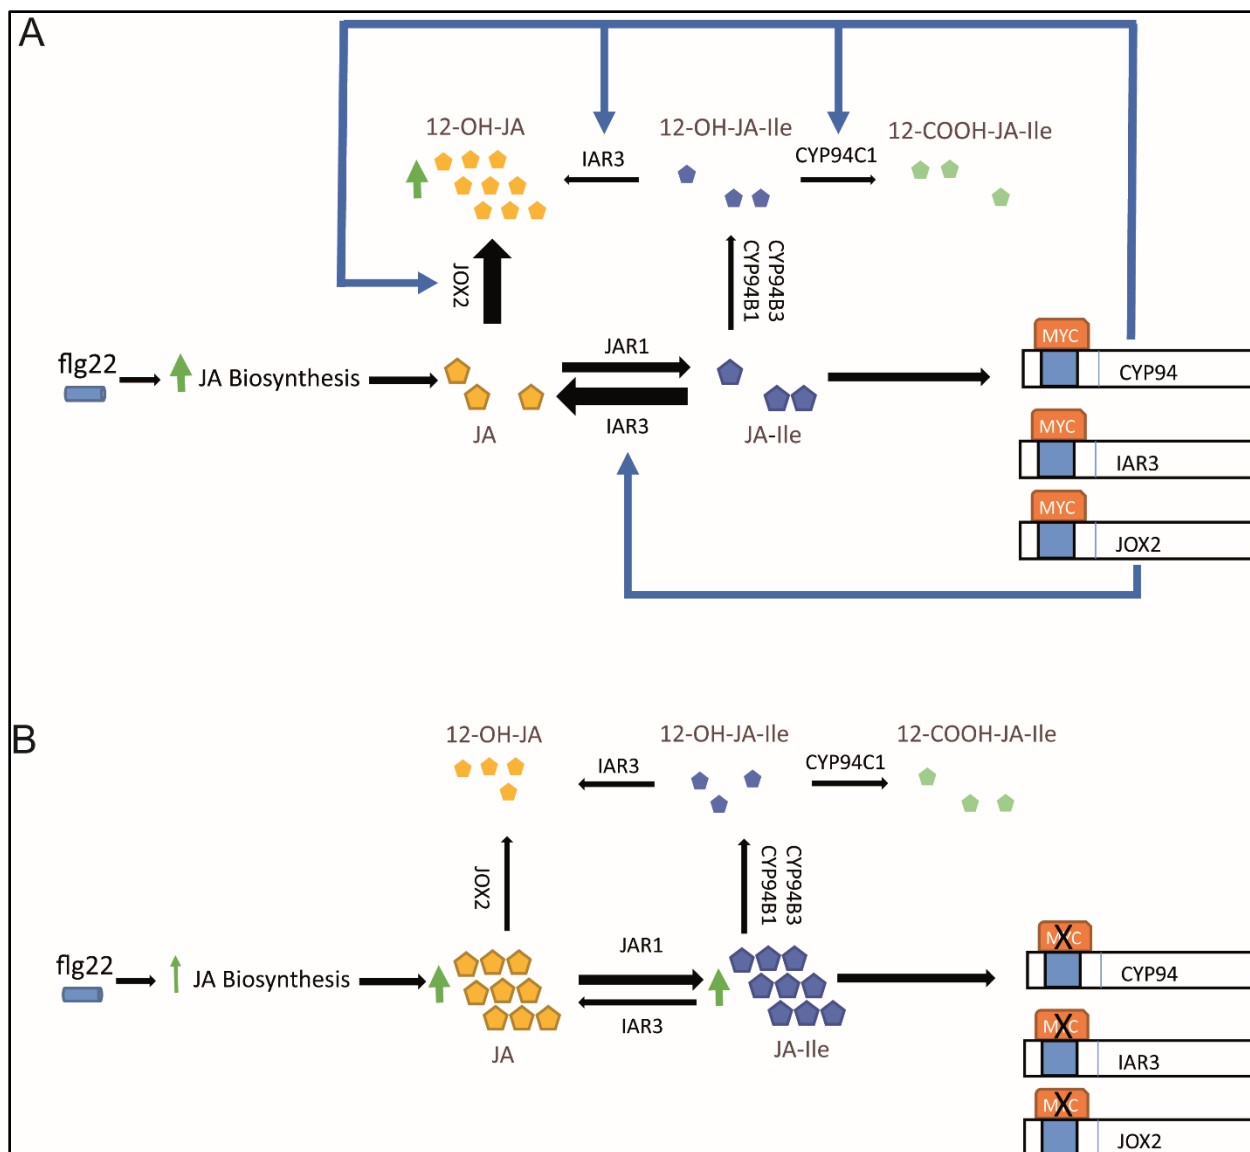 A
12-OH-JA
12-OH-JA-Ile
12-COOH-JA-Ile
IAR3
CYP94C1
JOX2
CYP94B3
CYP94B1
flg22
JA Biosynthesis
JAR1
IAR3
JA
JA-Ile
MYC
CYP94
MYC
IAR3
MYC
JOX2
B
12-OH-JA
12-OH-JA-Ile
12-COOH-JA-Ile
IAR3
CYP94C1
JOX2
CYP94B3
CYP94B1
flg22
JA Biosynthesis
JAR1
IAR3
JA
JA-Ile
MYC
CYP94
MYC
IAR3
MYC
JOX2